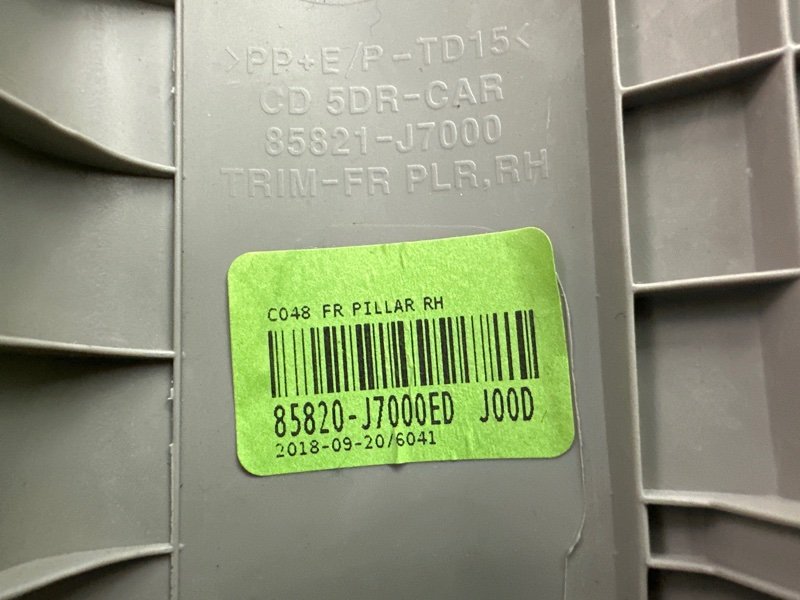 >PP+E/P-TD15<
CD 5DR-CAR
85821-J7000
TRIM-FR PLR,RH
C048 FR PILLAR RH
85820-J7000ED J00D
2018-09-20/6041